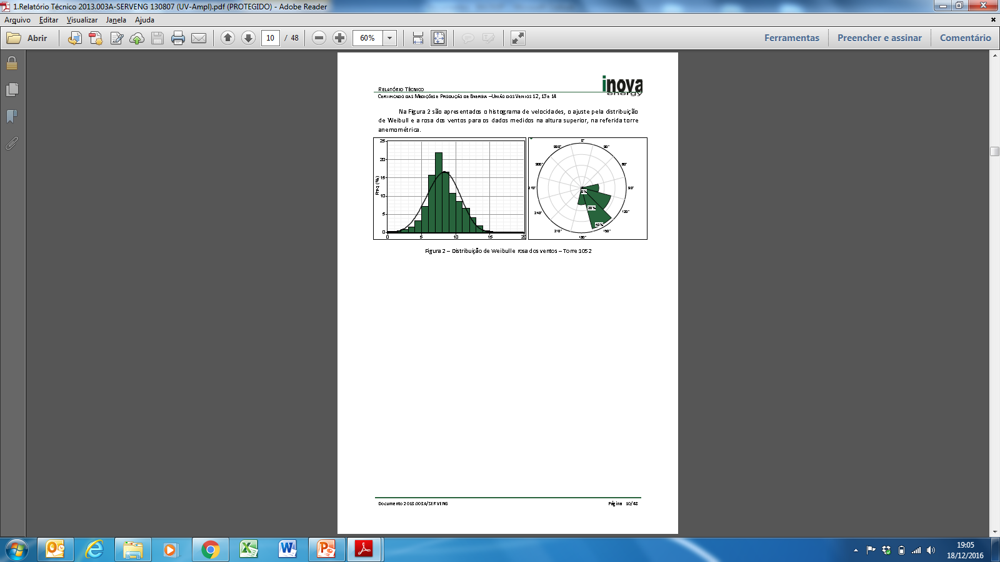 1.Relatório Técnico 2013.003A-SERVENG 130807 (UV-Ampl).pdf (PROTEGIDO) - Adobe Reader
Arquivo Editar Visualizar Janela Ajuda
Abrir 10 / 48 60% Ferramentas Preencher e assinar Comentário
inova
energy
RELATÓRIO TÉCNICO
CERTIFICADO DAS MEDIÇÕES E PRODUÇÃO DE ENERGIA –UNIÃO DOS VENTOS 12, 13 E 14
Na Figura 2 são apresentados o histograma de velocidades, o ajuste pela distribuição
de Weibull e a rosa dos ventos para os dados medidos na altura superior, na referida torre
anemométrica.
25
20
15
10
5
0
Freq (%)
0 5 10 15 20
0°
30°
60°
90°
120°
150°
180°
210°
240°
270°
300°
330°
0%
20%
40%
Figura 2 – Distribuição de Weibull e rosa dos ventos – Torre 1052
Documento 2013.003A/SERVENG Página 10/48
19:05
18/12/2016